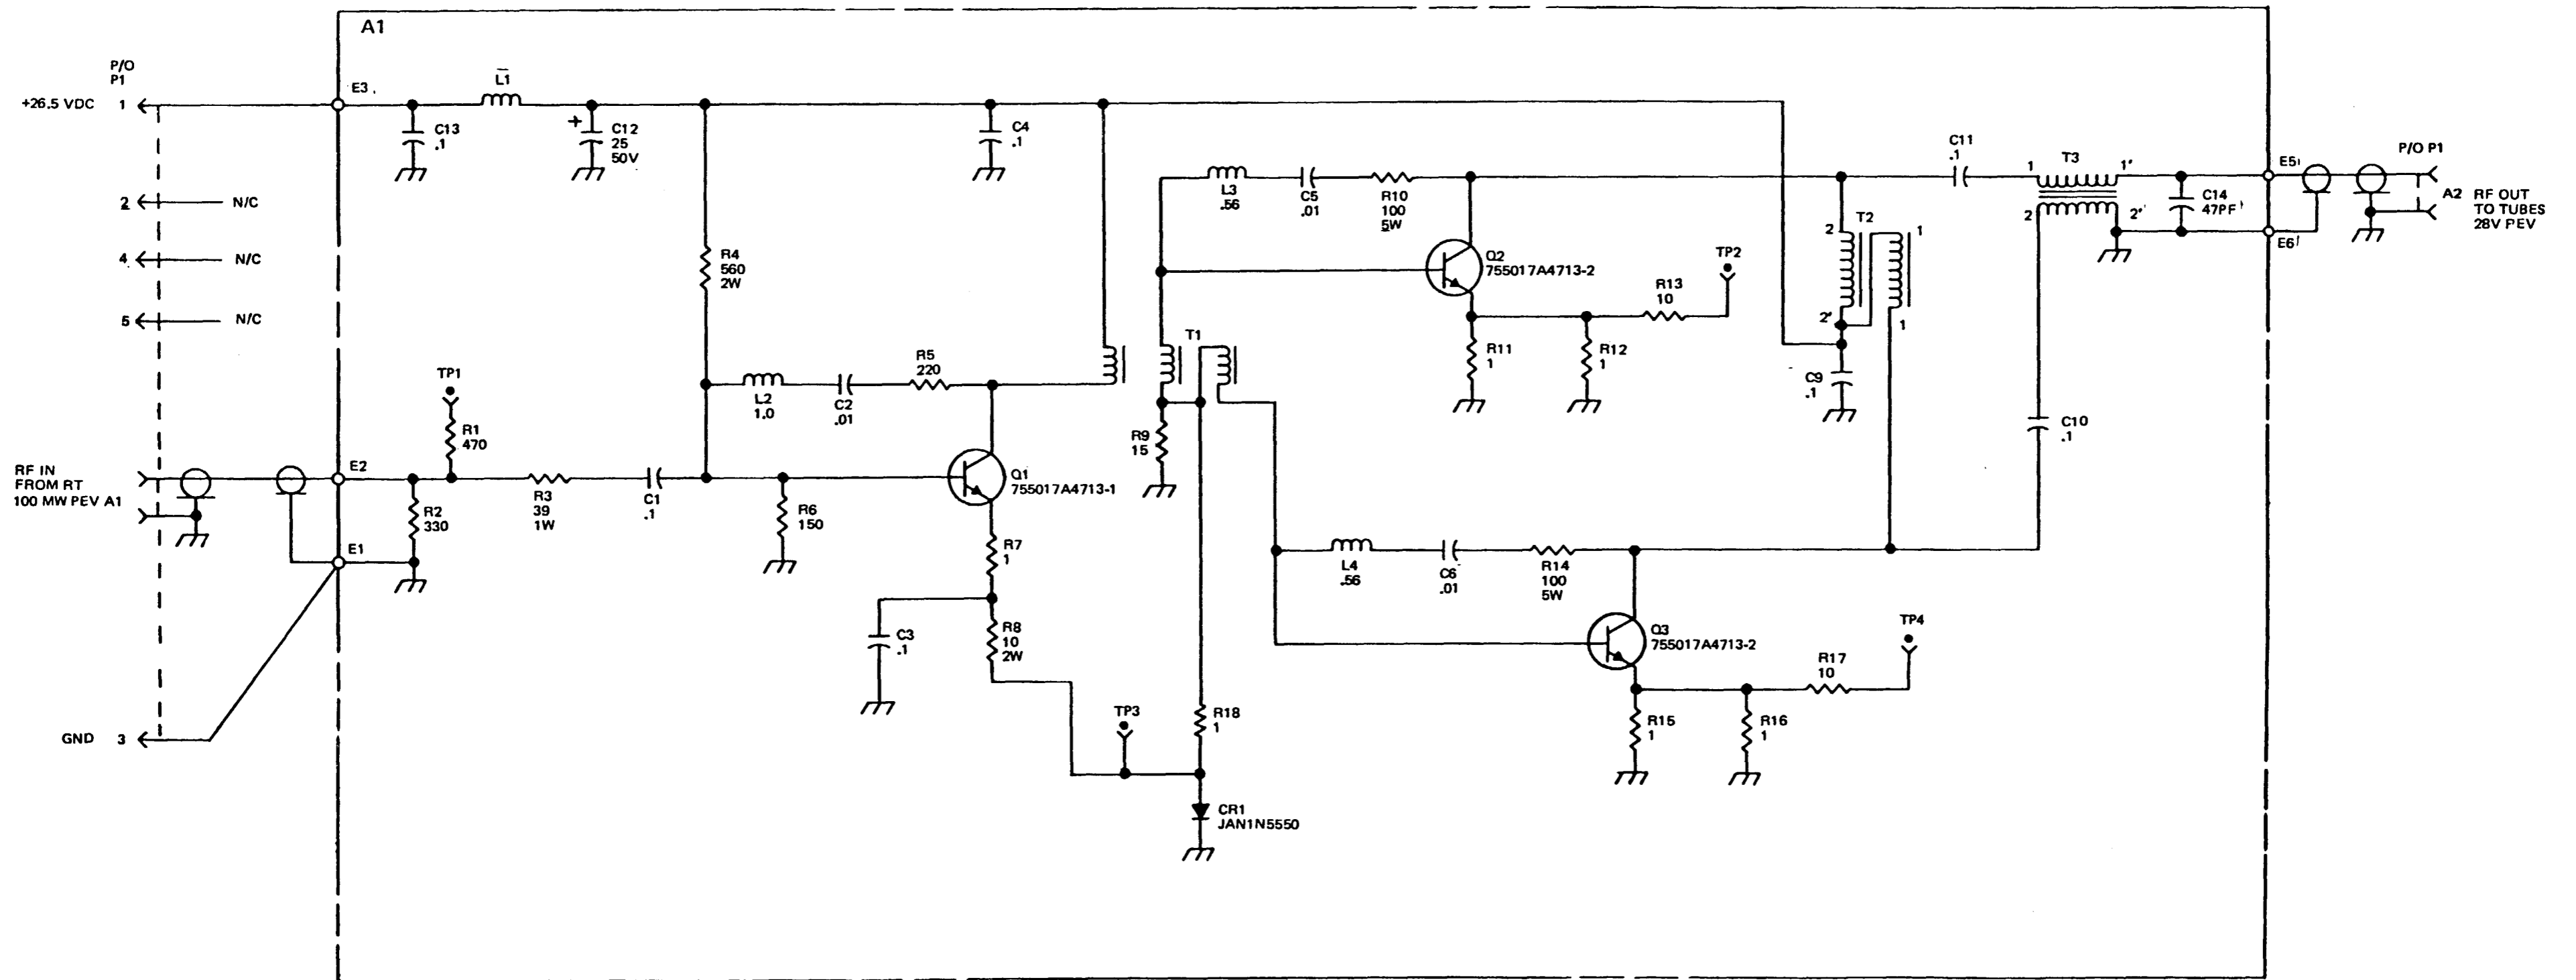 A1
P/O
P1
+26.5 VDC 1
E3
L1
C13
.1
+
C12
25
50V
C4
.1
2 N/C
4 N/C
5 N/C
R4
560
2W
TP1
R1
470
L2
1.0
C2
.01
R5
220
RF IN
FROM RT
100 MW PEV A1
E2
R2
330
E1
R3
39
1W
C1
.1
R6
150
Q1
755017A4713-1
R7
1
C3
.1
R8
10
2W
GND 3
TP3
R18
1
CR1
JAN1N5550
T1
R9
15
L3
.56
C5
.01
R10
100
5W
Q2
755017A4713-2
TP2
R13
10
R11
1
R12
1
T2
2
1
2'
1
C9
.1
C11
.1
T3
1
1'
2
2'
C14
47PF
C10
.1
E5
E6
P/O P1
A2
RF OUT
TO TUBES
28V PEV
L4
.56
C6
.01
R14
100
5W
Q3
755017A4713-2
TP4
R17
10
R15
1
R16
1